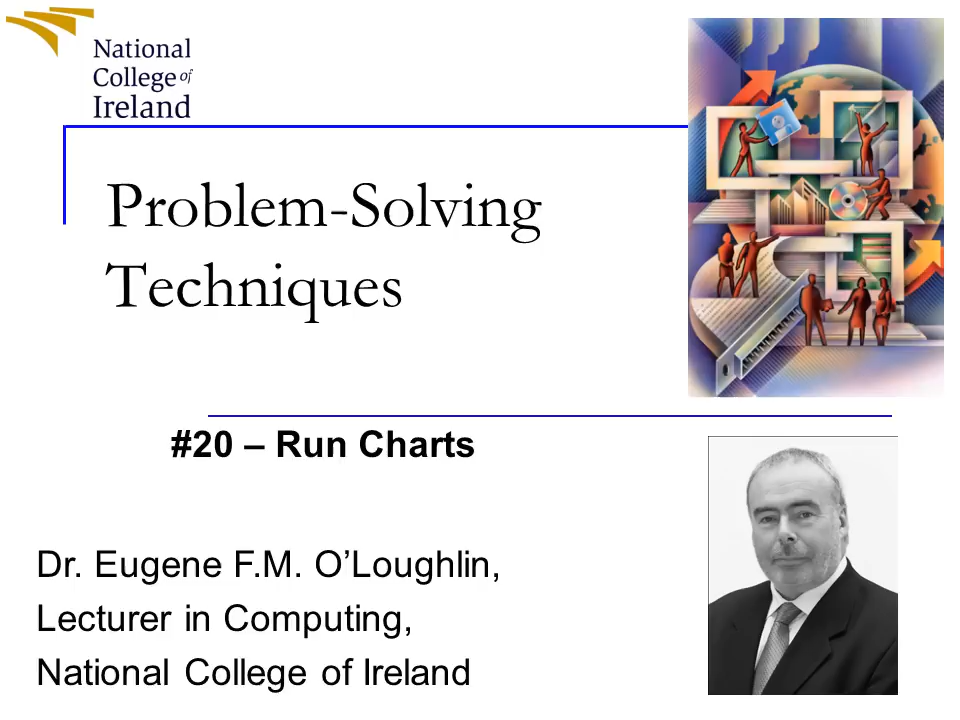 National
College of
Ireland
Problem-Solving
Techniques
#20 – Run Charts
Dr. Eugene F.M. O’Loughlin,
Lecturer in Computing,
National College of Ireland